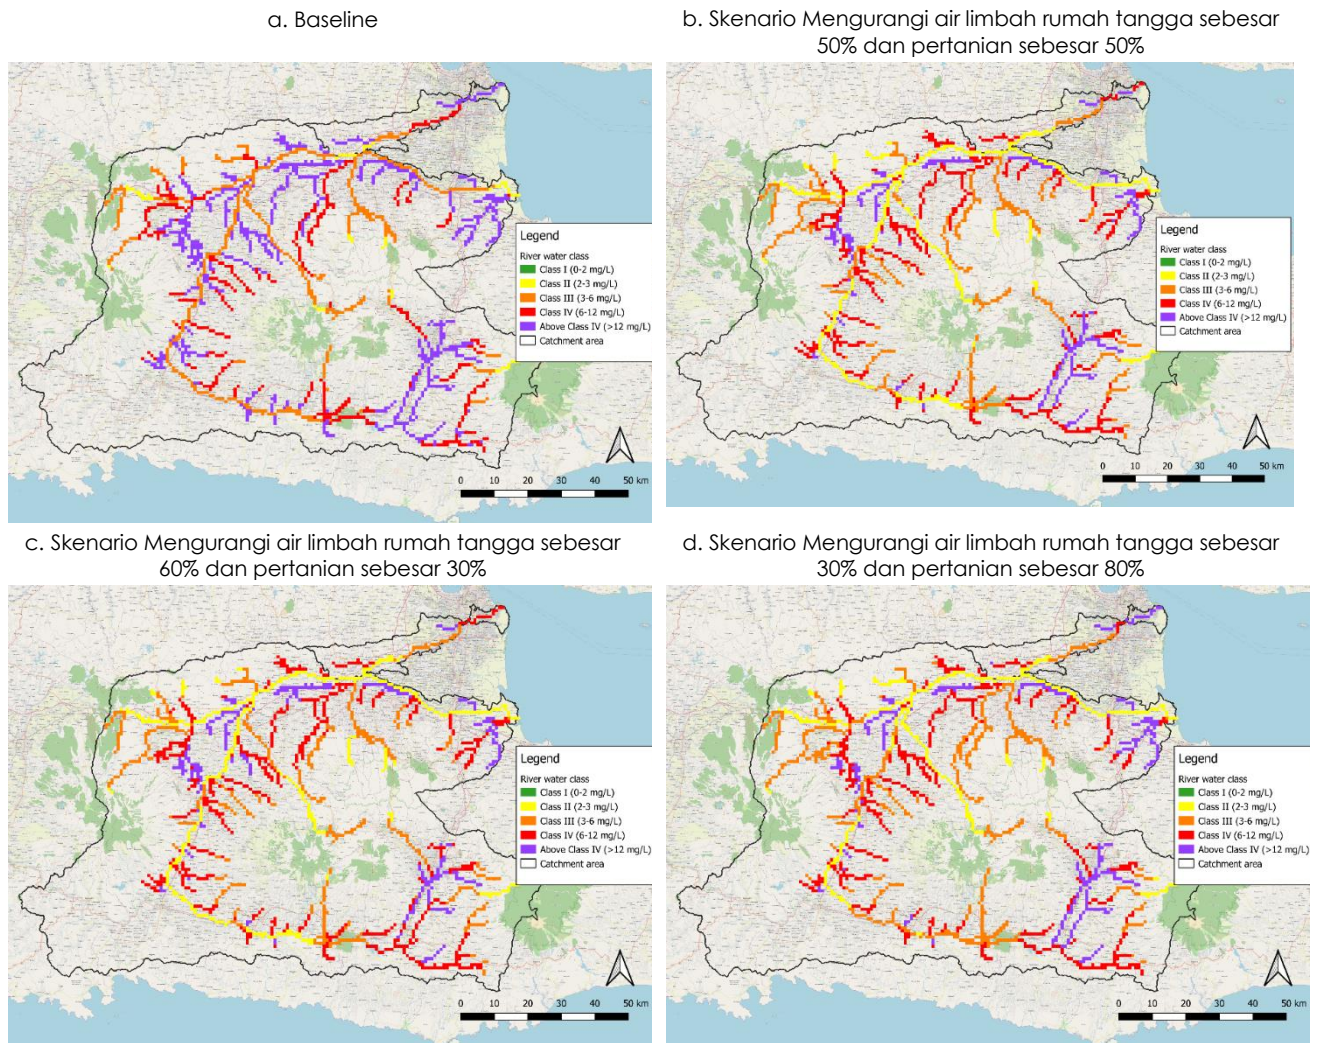 a. Baseline
b. Skenario Mengurangi air limbah rumah tangga sebesar
50% dan pertanian sebesar 50%
Legend
River water class
Class I (0-2 mg/L)
Class II (2-3 mg/L)
Class III (3-6 mg/L)
Class IV (6-12 mg/L)
Above Class IV (>12 mg/L)
Catchment area
0 10 20 30 40 50 km
Legend
River water class
Class I (0-2 mg/L)
Class II (2-3 mg/L)
Class III (3-6 mg/L)
Class IV (6-12 mg/L)
Above Class IV (>12 mg/L)
Catchment area
0 10 20 30 40 50 km
c. Skenario Mengurangi air limbah rumah tangga sebesar
60% dan pertanian sebesar 30%
d. Skenario Mengurangi air limbah rumah tangga sebesar
30% dan pertanian sebesar 80%
Legend
River water class
Class I (0-2 mg/L)
Class II (2-3 mg/L)
Class III (3-6 mg/L)
Class IV (6-12 mg/L)
Above Class IV (>12 mg/L)
Catchment area
0 10 20 30 40 50 km
Legend
River water class
Class I (0-2 mg/L)
Class II (2-3 mg/L)
Class III (3-6 mg/L)
Class IV (6-12 mg/L)
Above Class IV (>12 mg/L)
Catchment area
0 10 20 30 40 50 km